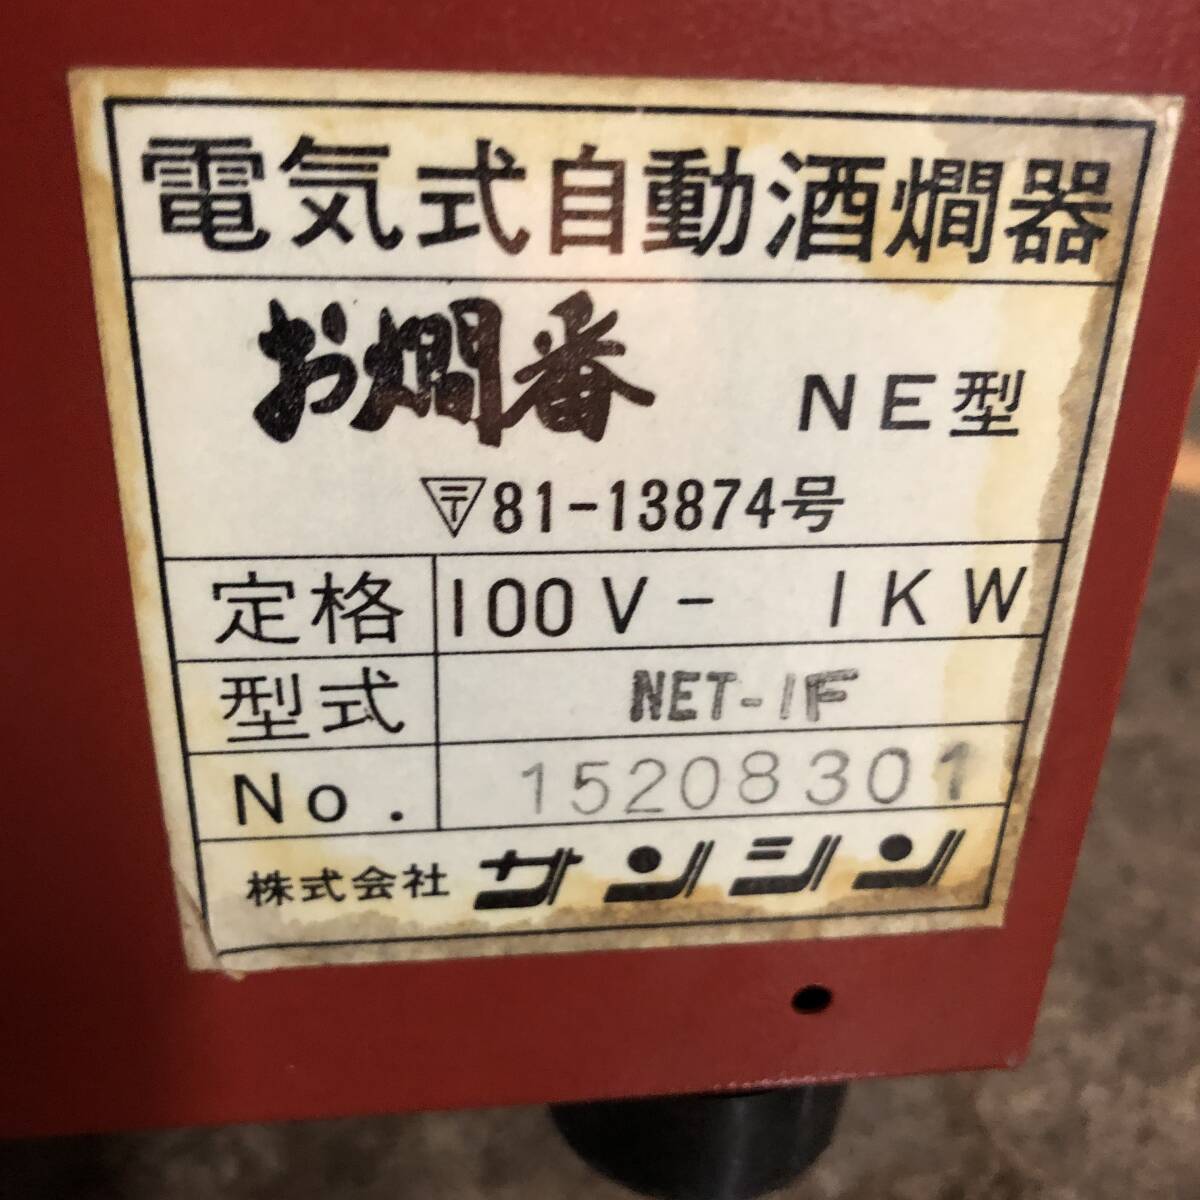 電気式自動酒燗器
お燗番 NE型
〒81-13874号
定格 100V- 1KW
型式 NET-1F
No. 15208301
株式会社 サンシン